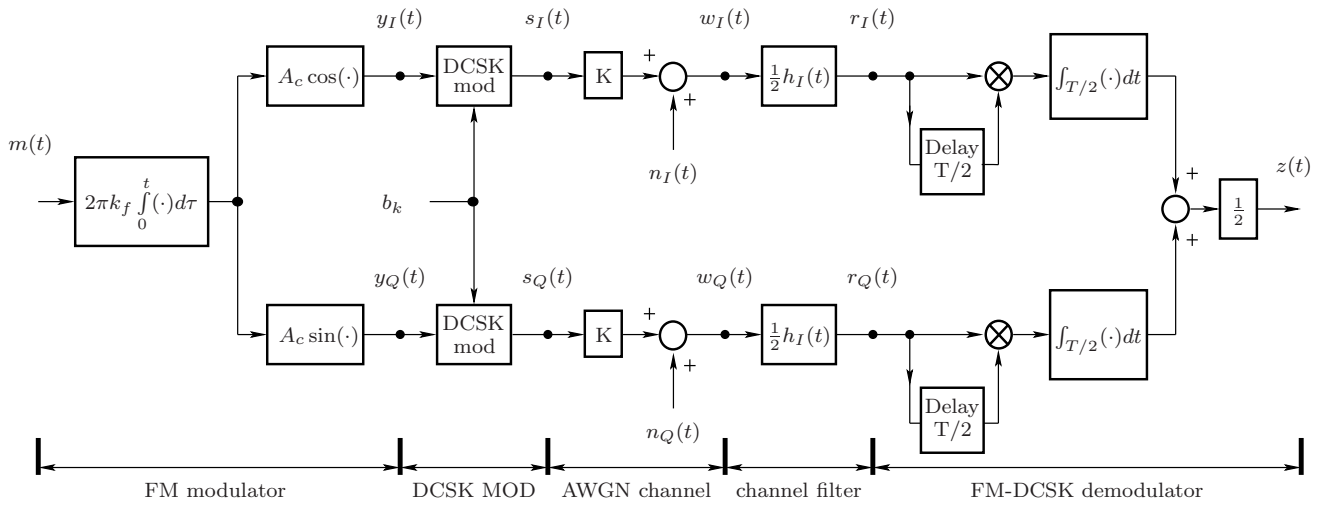 y_I(t) s_I(t) w_I(t) r_I(t)
A_c cos(·) DCSK mod K + + ½h_I(t) ∫_{T/2}(·)dt
Delay T/2
n_I(t)
m(t)
2πk_f ∫_0^t(·)dτ
b_k
+ + ½ z(t)
y_Q(t) s_Q(t) w_Q(t) r_Q(t)
A_c sin(·) DCSK mod K + + ½h_I(t) ∫_{T/2}(·)dt
Delay T/2
n_Q(t)
FM modulator DCSK MOD AWGN channel channel filter FM-DCSK demodulator